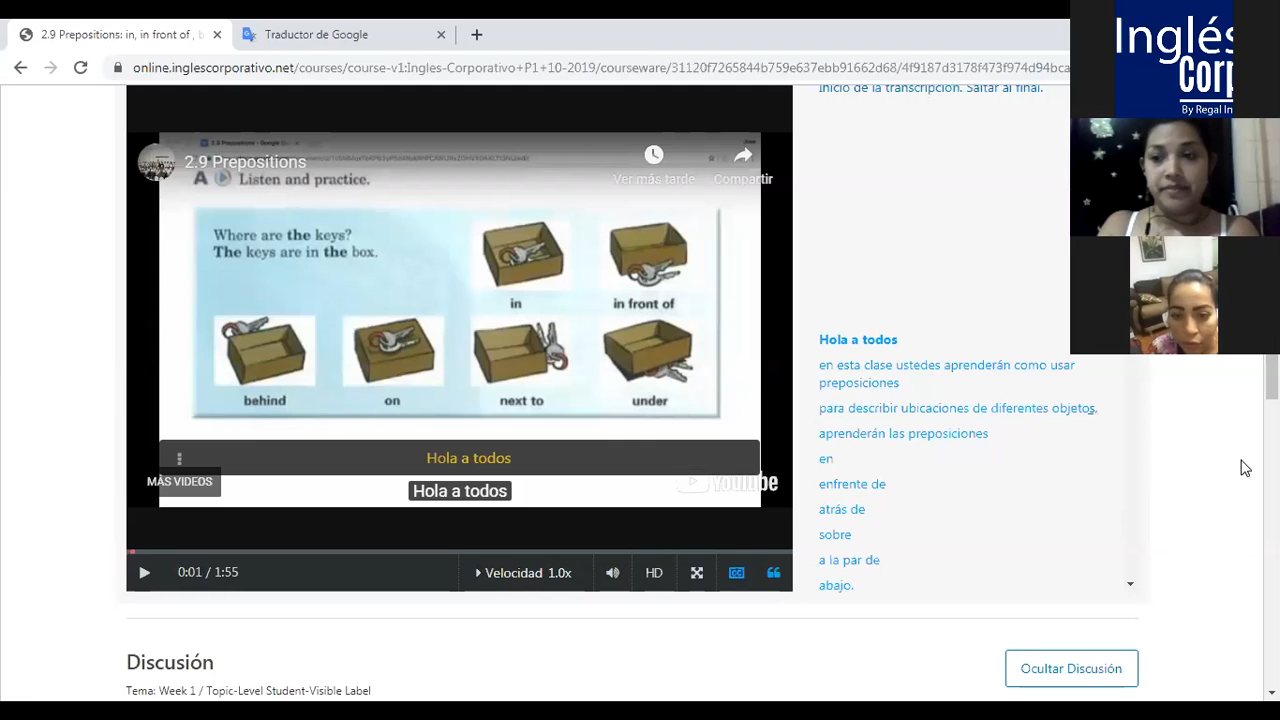 2.9 Prepositions: in, in front of , b
Traductor de Google
online.inglescorporativo.net/courses/course-v1:Ingles-Corporativo+P1+10-2019/courseware/31120f7265844b759e637ebb91662d68/4f9187d3178f473f974d94bca
Inglés
Corp
By Regal In
Inicio de la transcripción. Saltar al final.
2.9 Prepositions
Ver más tarde
Compartir
A Listen and practice.
Where are the keys?
The keys are in the box.
in
in front of
behind
on
next to
under
Hola a todos
MÁS VIDEOS
Hola a todos
YouTube
0:01 / 1:55
Velocidad 1.0x
HD
CC
Hola a todos
en esta clase ustedes aprenderán como usar
preposiciones
para describir ubicaciones de diferentes objetos,
aprenderán las preposiciones
en
enfrente de
atrás de
sobre
a la par de
abajo.
Discusión
Ocultar Discusión
Tema: Week 1 / Topic-Level Student-Visible Label